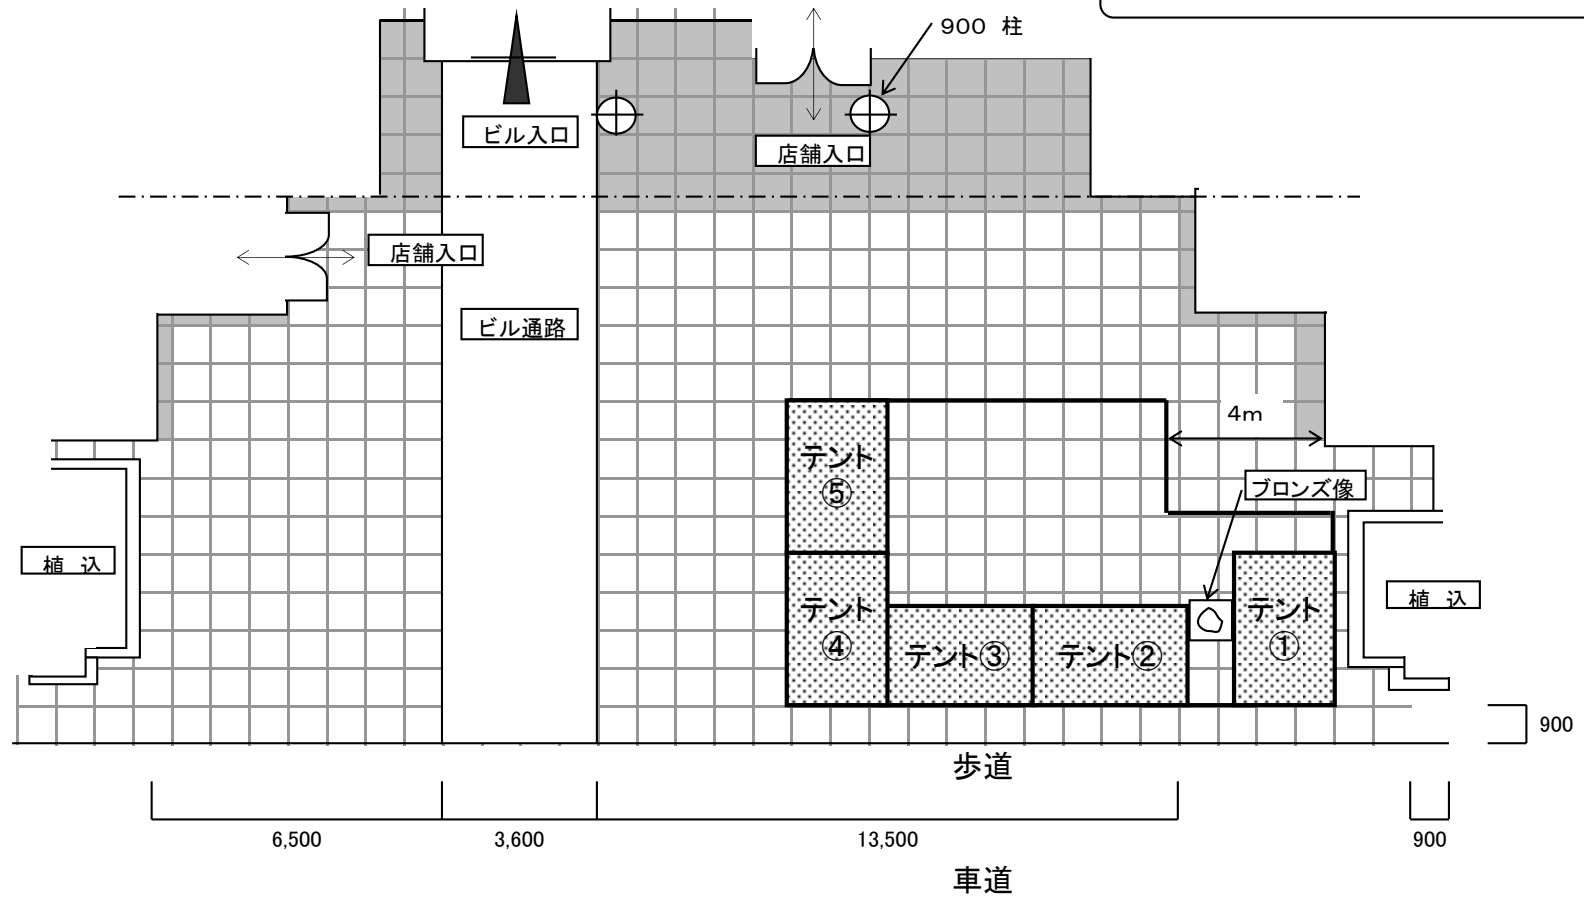 900 柱
ビル入口
店舗入口
店舗入口
ビル通路
4m
テント
⑤
ブロンズ像
植 込
植 込
テント
④
テント③
テント②
テント
①
900
歩道
6,500
3,600
13,500
900
車道